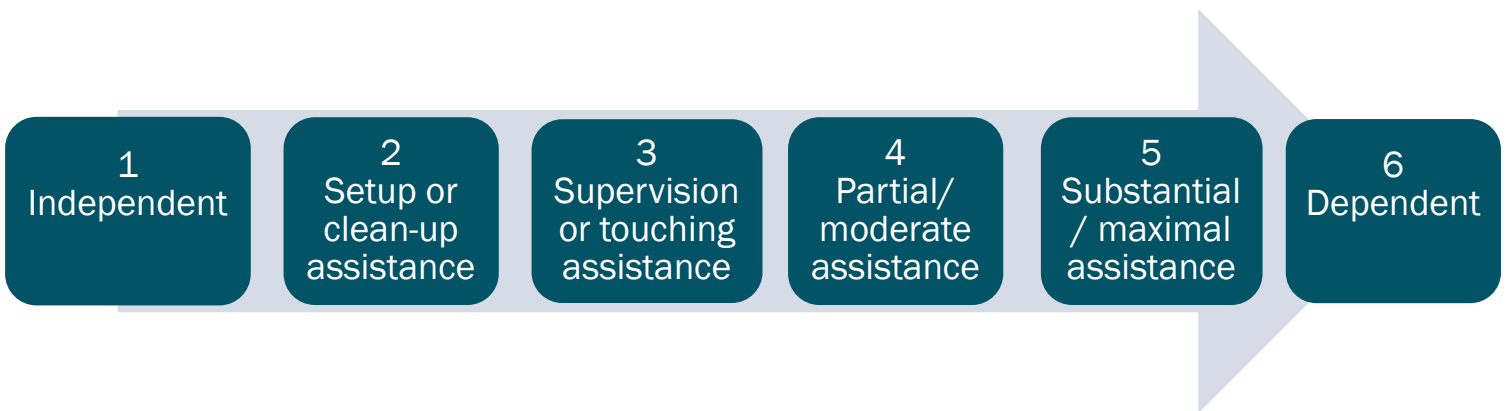 1
Independent
2
Setup or
clean-up
assistance
3
Supervision
or touching
assistance
4
Partial/
moderate
assistance
5
Substantial
/ maximal
assistance
6
Dependent